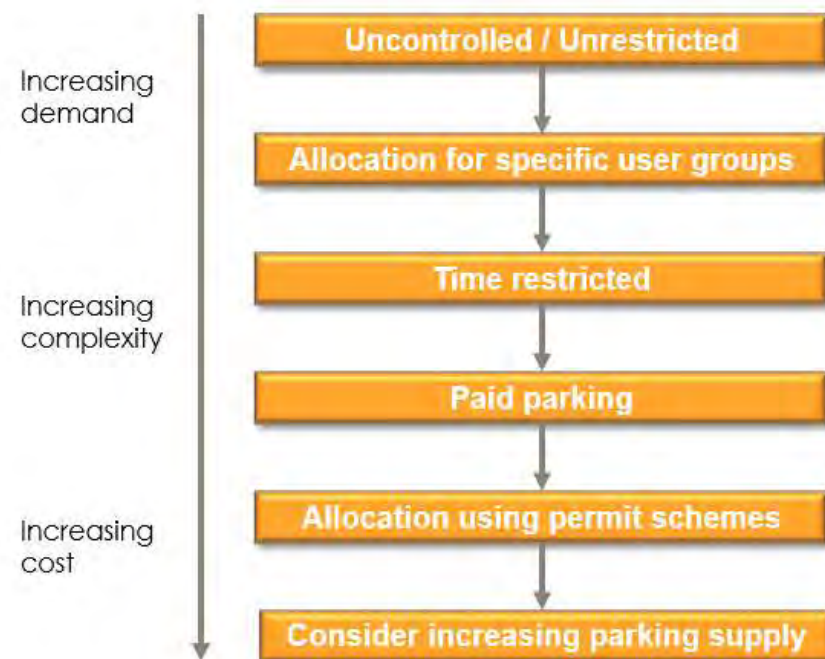 Uncontrolled / Unrestricted
Increasing
demand
Allocation for specific user groups
Time restricted
Increasing
complexity
Paid parking
Allocation using permit schemes
Increasing
cost
Consider increasing parking supply